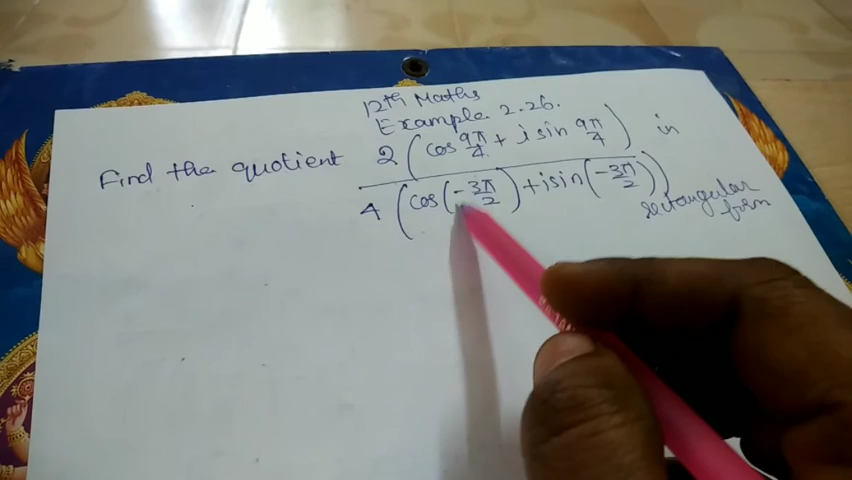 12th Maths
Example 2.26.
Find the quotient 2(cos 9π/4 + i sin 9π/4) / 4(cos(-3π/2) + i sin(-3π/2)) in
rectangular
form